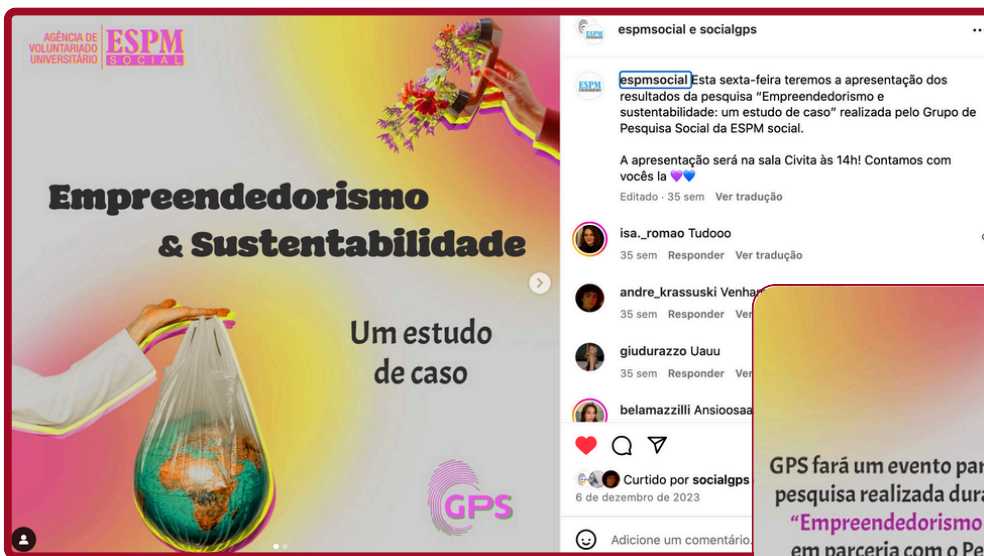 AGÊNCIA DE
VOLUNTARIADO
UNIVERSITÁRIO
ESPM
SOCIAL
Empreendedorismo
& Sustentabilidade
Um estudo
de caso
GPS
espmsocial e socialgps
espmsocial Esta sexta-feira teremos a apresentação dos
resultados da pesquisa “Empreendedorismo e
sustentabilidade: um estudo de caso” realizada pelo Grupo de
Pesquisa Social da ESPM social.
A apresentação será na sala Civita às 14h! Contamos com
vocês la 💜💙
Editado · 35 sem Ver tradução
isa._romao Tudooo
35 sem Responder Ver tradução
andre_krassuski
35 sem Responder
giudurazzo Uauu
35 sem Responder
belamazzilli Ansioosaa
Curtido por socialgps
6 de dezembro de 2023
Adicione um comentário.
GPS fará um evento
pesquisa realizada
“Empreendedorismo
em parceria com o